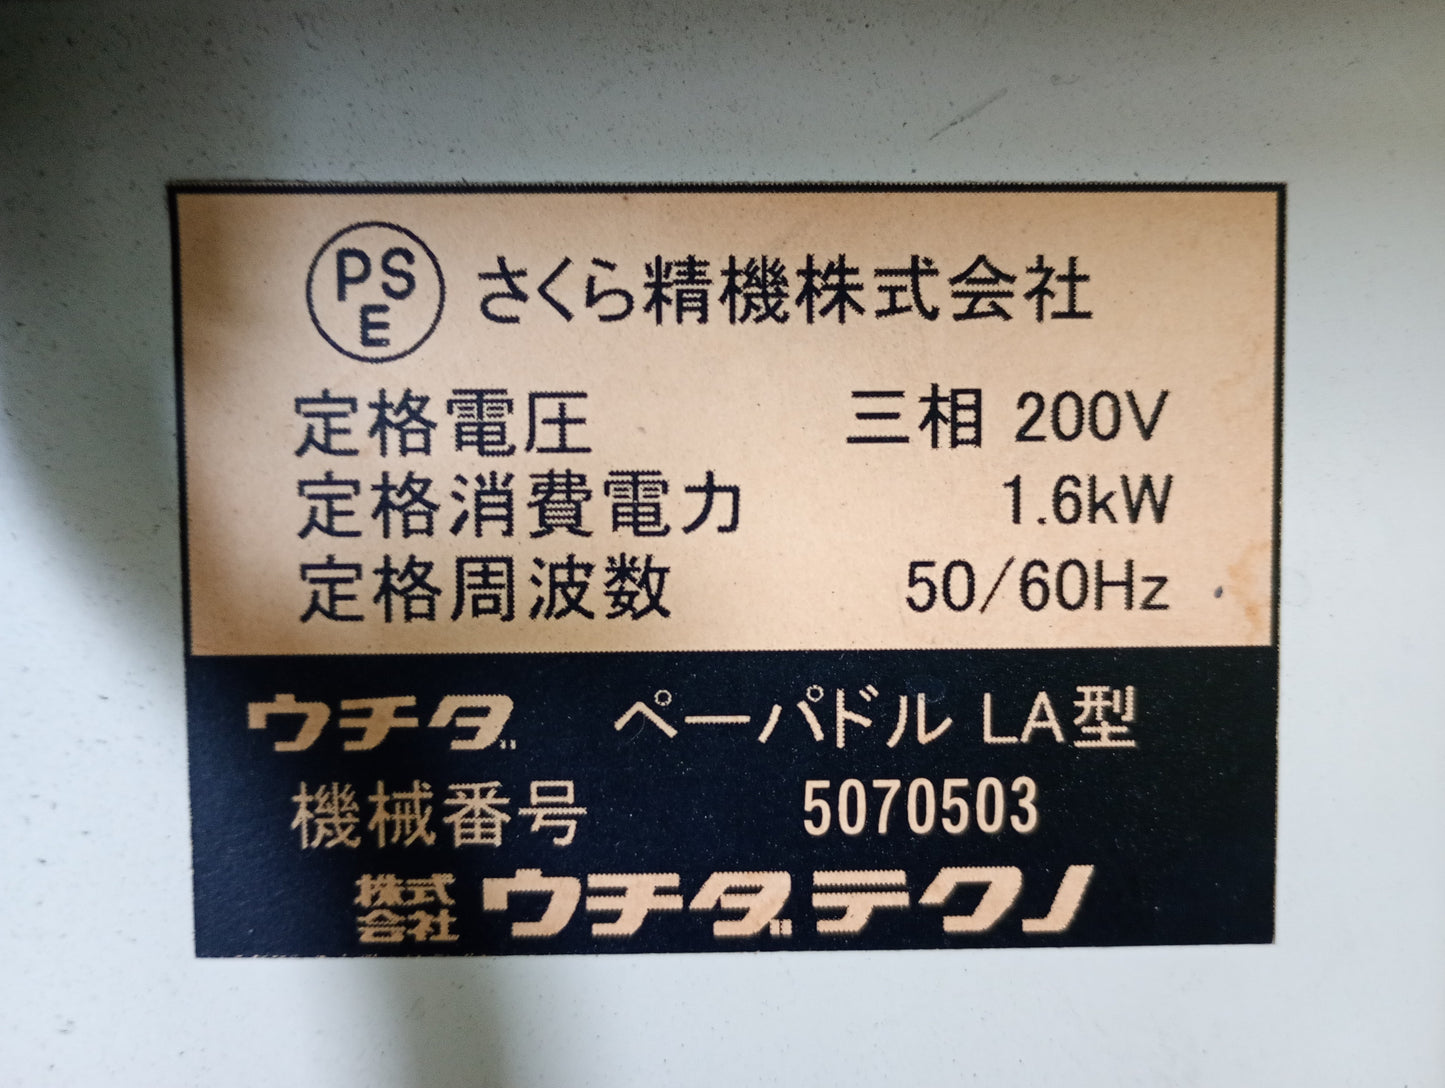 PSE さくら精機株式会社
定格電圧 三相 200V
定格消費電力 1.6kW
定格周波数 50/60Hz
ウチダ ペーパドル LA型
機械番号 5070503
株式会社 ウチダテクノ